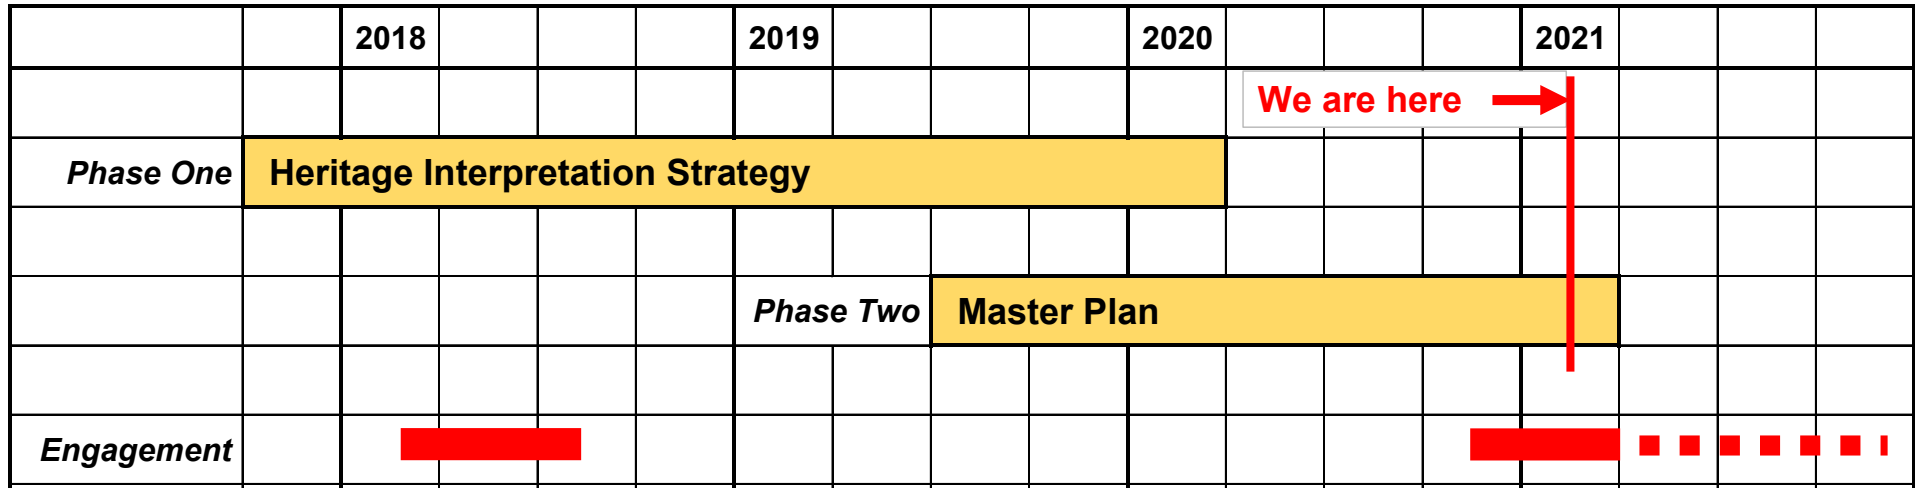 2018 2019 2020 2021
We are here
Phase One Heritage Interpretation Strategy
Phase Two Master Plan
Engagement